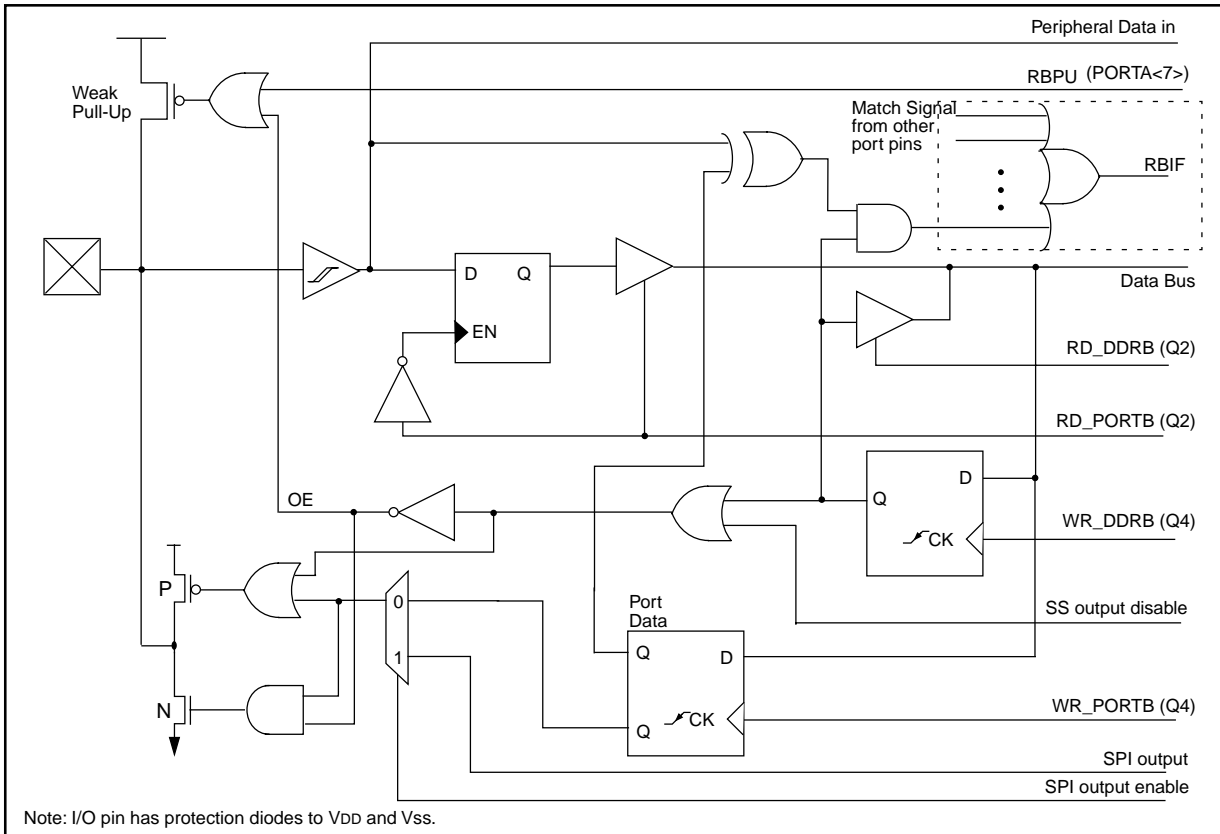 Peripheral Data in
RBPU (PORTA<7>)
Weak
Pull-Up
Match Signal
from other
port pins
RBIF
D
Q
EN
Data Bus
RD_DDRB (Q2)
RD_PORTB (Q2)
OE
Q
D
CK
WR_DDRB (Q4)
P
0
1
Port
Data
SS output disable
Q
D
N
Q
CK
WR_PORTB (Q4)
SPI output
SPI output enable
Note: I/O pin has protection diodes to VDD and VSS.